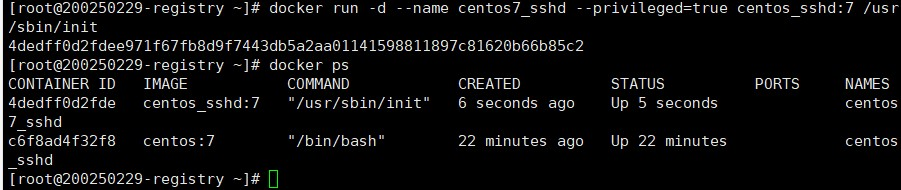 [root@200250229-registry ~]# docker run -d --name centos7_sshd --privileged=true centos_sshd:7 /usr
/sbin/init
4dedff0d2fdee971f67fb8d9f7443db5a2aa01141598811897c81620b66b85c2
[root@200250229-registry ~]# docker ps
CONTAINER ID   IMAGE           COMMAND            CREATED          STATUS          PORTS     NAMES
4dedff0d2fde   centos_sshd:7   "/usr/sbin/init"   6 seconds ago    Up 5 seconds              centos
7_sshd
c6f8ad4f32f8   centos:7        "/bin/bash"        22 minutes ago   Up 22 minutes             centos
_sshd
[root@200250229-registry ~]#